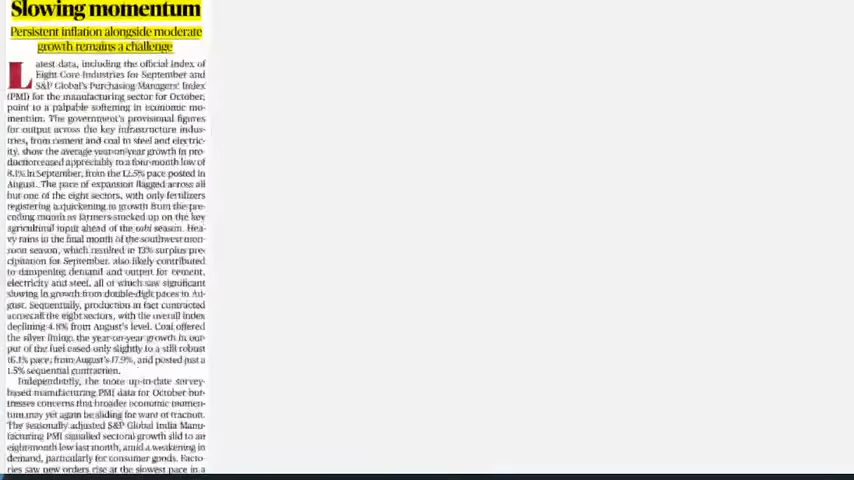 Slowing momentum
Persistent inflation alongside moderate
growth remains a challenge
Latest data, including the official Index of
Eight Core Industries for September and
S&P Global's Purchasing Managers' Index
(PMI) for the manufacturing sector for October,
point to a palpable softening in economic mo-
mentum. The government's provisional figures
for output across the key infrastructure indus-
tries, from cement and coal to steel and electric-
ity, show the average year-on-year growth in pro-
duction eased appreciably to a four-month low of
8.1% in September, from the 12.5% pace posted in
August. The pace of expansion flagged across all
but one of the eight sectors, with only fertilizers
registering a quickening in growth from the pre-
ceding month as farmers stocked up on the key
agricultural input ahead of the rabi season. Hea-
vy rains in the final month of the southwest mon-
soon season, which resulted in 13% surplus pre-
cipitation for September, also likely contributed
to dampening demand and output for cement,
electricity and steel, all of which saw significant
slowing in growth from double-digit paces in Au-
gust. Sequentially, production in fact contracted
across all the eight sectors, with the overall index
declining 4.8% from August's level. Coal offered
the silver lining, the year-on-year growth in out-
put of the fuel eased only slightly to a still robust
16.1% pace, from August's 17.9%, and posted just a
1.5% sequential contraction.
Independently, the more up-to-date survey-
based manufacturing PMI data for October but-
tresses concerns that broader economic momen-
tum may yet again be sliding for want of traction.
The seasonally adjusted S&P Global India Manu-
facturing PMI signalled sectoral growth slid to an
eight-month low last month, amid a weakening in
demand, particularly for consumer goods. Facto-
ries saw new orders rise at the slowest pace in a